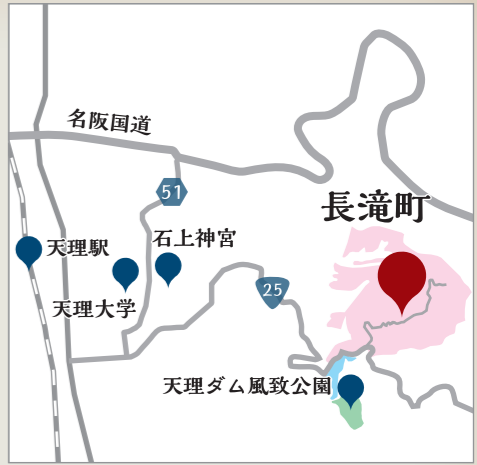 名阪国道
51
長滝町
石上神宮
天理駅
25
天理大学
天理ダム風致公園